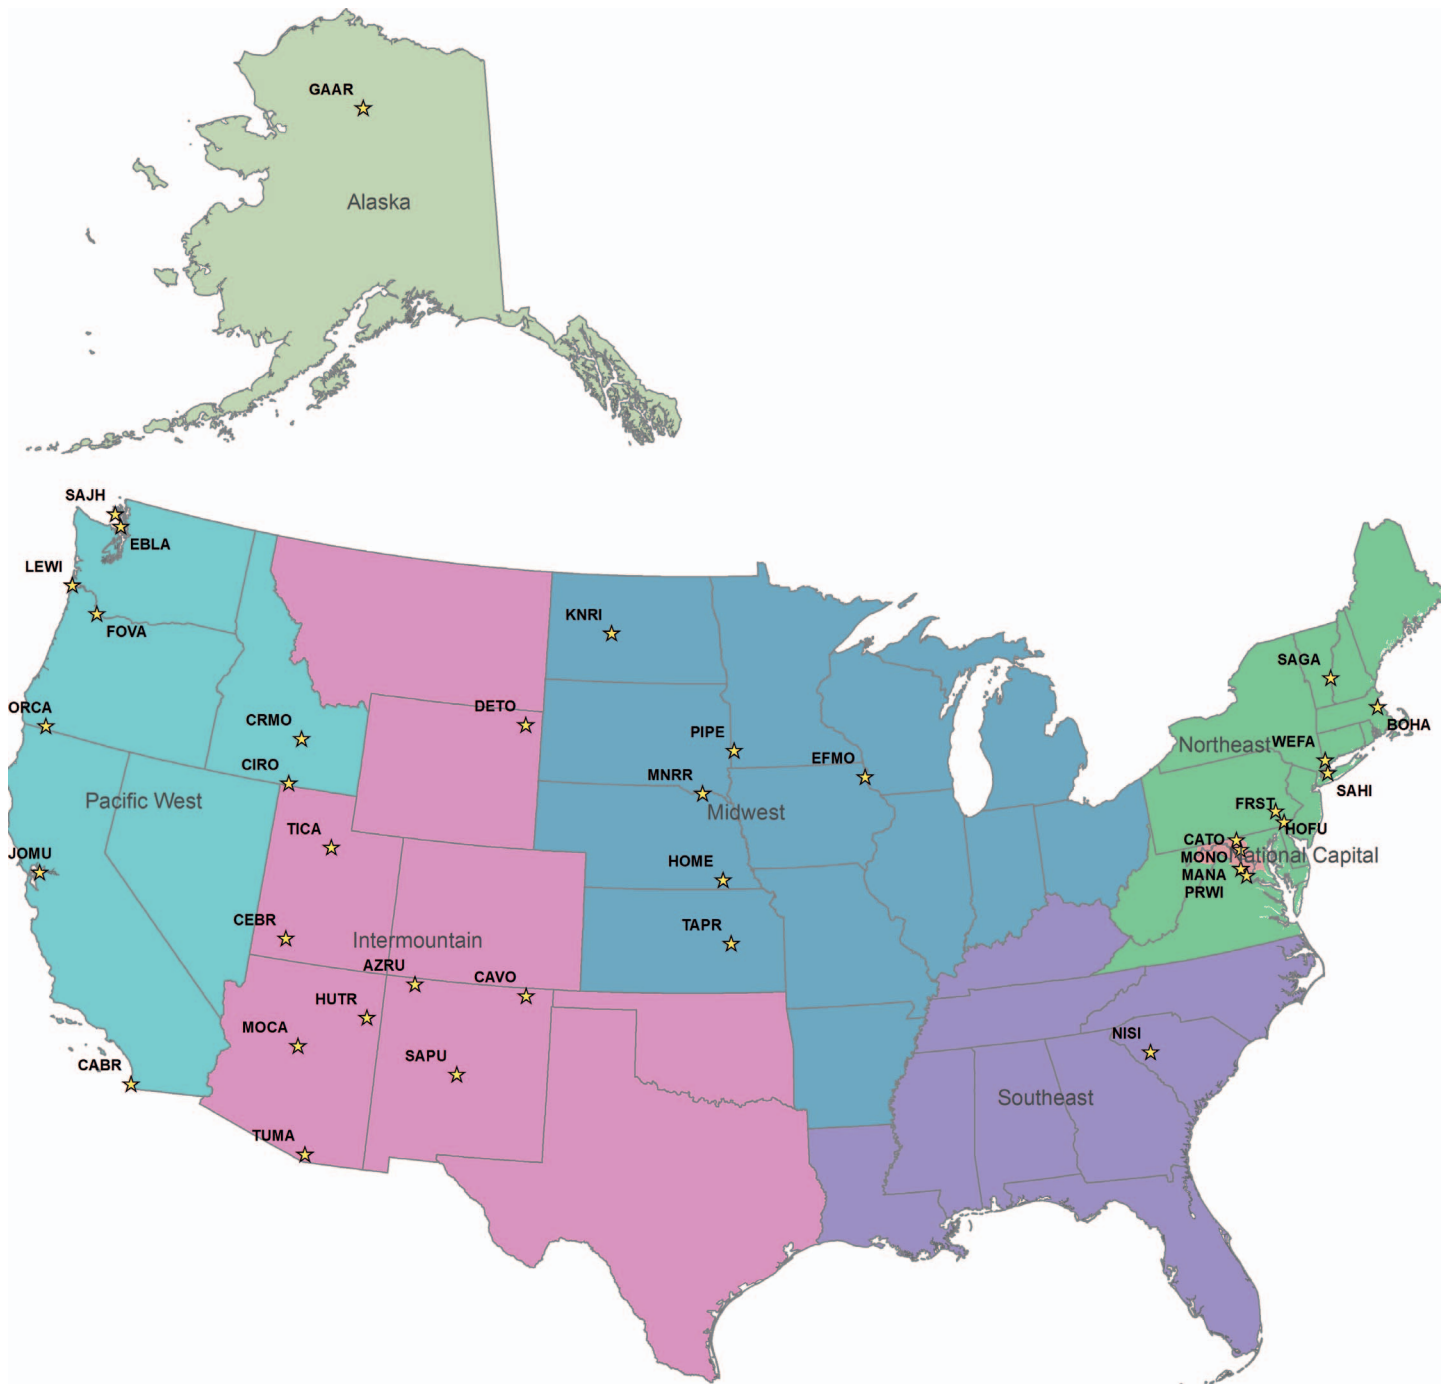 GAAR
Alaska
SAJH
EBLA
LEWI
FOVA
KNRI
SAGA
ORCA
CRMO
DETO
PIPE
BOHA
WEFA
Northeast
CIRO
MNRR
EFMO
SAHI
Pacific West
Midwest
FRST
HOFU
TICA
CATO
JOMU
HOME
MONO
National Capital
MANA
PRWI
CEBR
TAPR
Intermountain
AZRU
CAVO
HUTR
MOCA
NISI
SAPU
CABR
Southeast
TUMA